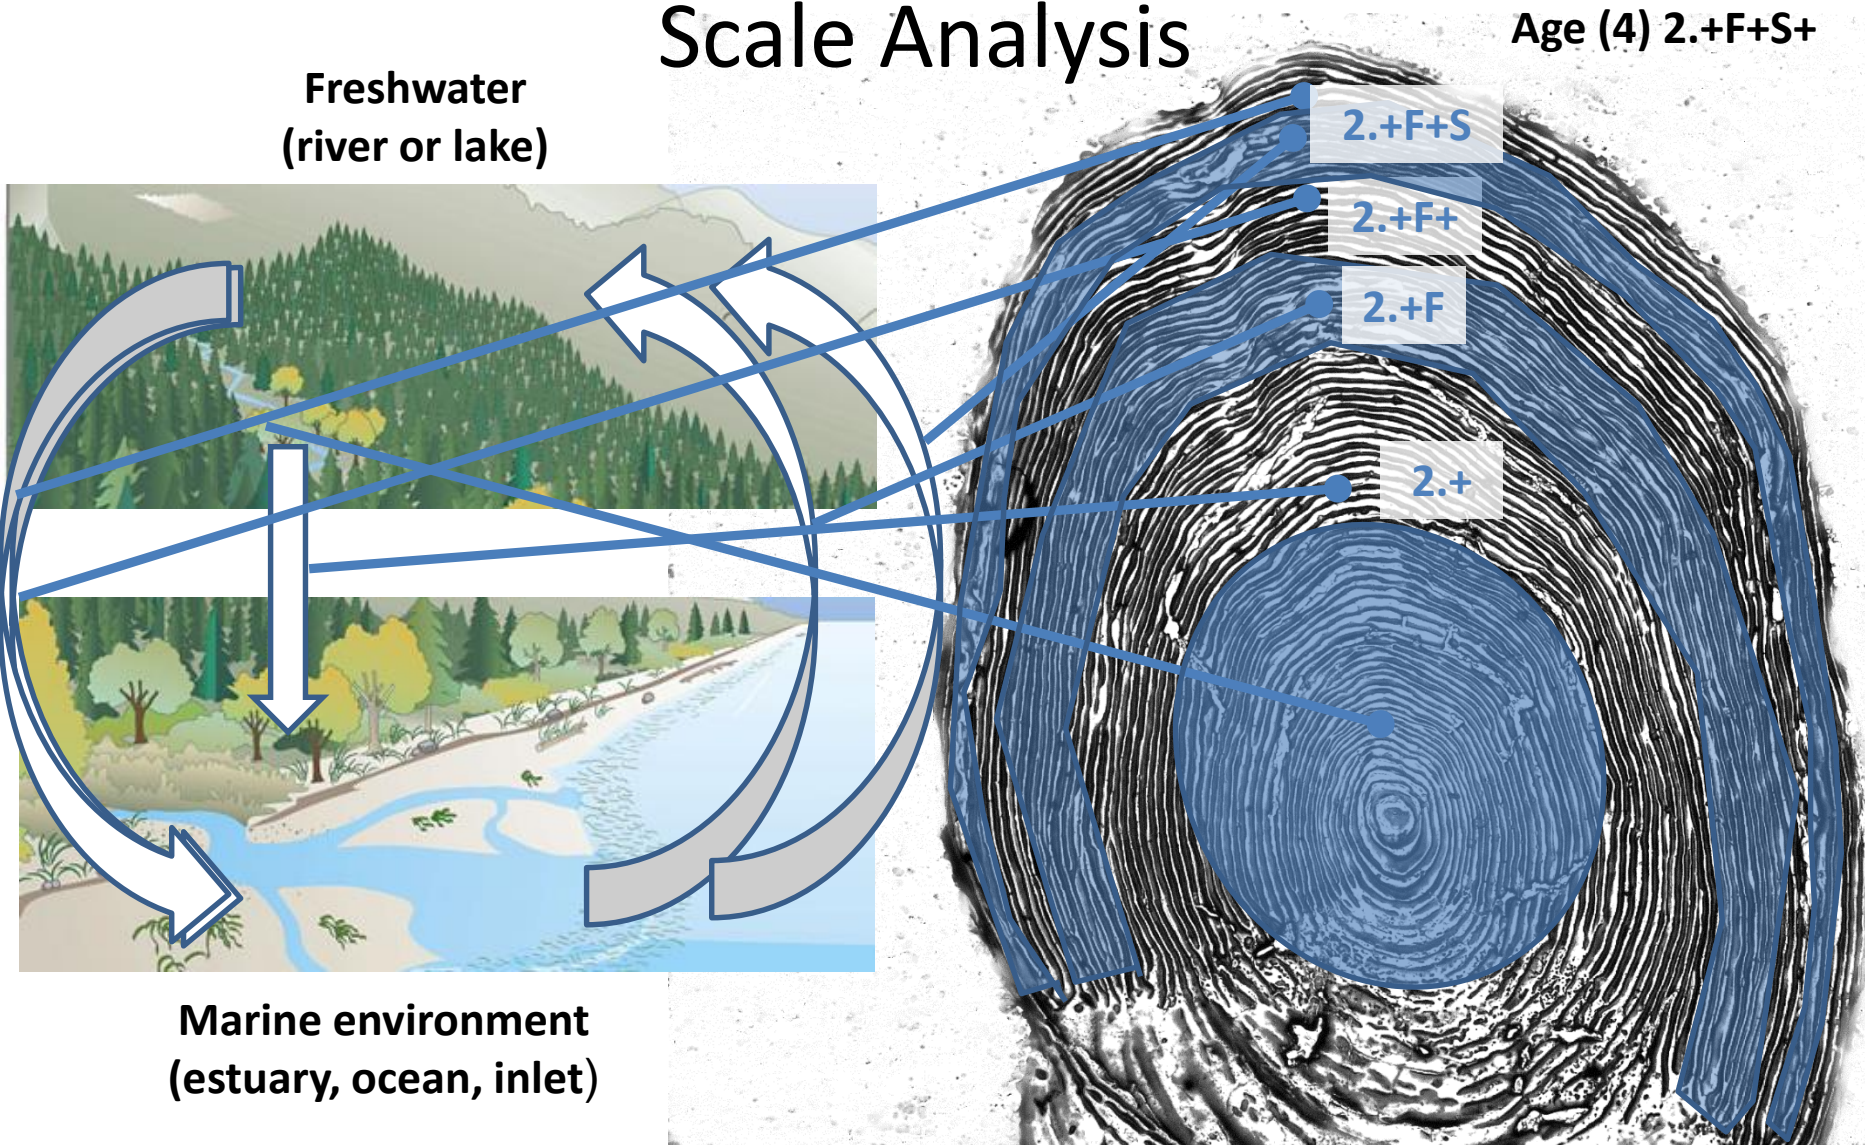 Scale Analysis
Age (4) 2.+F+S+
Freshwater
(river or lake)
2.+F+S
2.+F+
2.+F
2.+
Marine environment
(estuary, ocean, inlet)